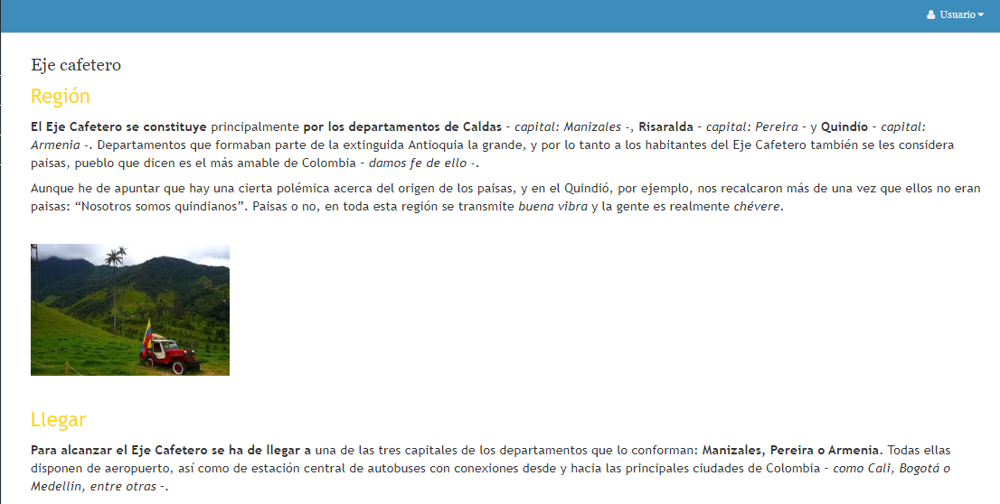 Usuario
Eje cafetero
Región
El Eje Cafetero se constituye principalmente por los departamentos de Caldas – capital: Manizales -, Risaralda – capital: Pereira – y Quindío – capital:
Armenia -. Departamentos que formaban parte de la extinguida Antioquia la grande, y por lo tanto a los habitantes del Eje Cafetero también se les considera
paisas, pueblo que dicen es el más amable de Colombia – damos fe de ello -.
Aunque he de apuntar que hay una cierta polémica acerca del origen de los paisas, y en el Quindió, por ejemplo, nos recalcaron más de una vez que ellos no eran
paisas: “Nosotros somos quindianos”. Paisas o no, en toda esta región se transmite buena vibra y la gente es realmente chévere.
Llegar
Para alcanzar el Eje Cafetero se ha de llegar a una de las tres capitales de los departamentos que lo conforman: Manizales, Pereira o Armenia. Todas ellas
disponen de aeropuerto, así como de estación central de autobuses con conexiones desde y hacia las principales ciudades de Colombia – como Cali, Bogotá o
Medellín, entre otras –.